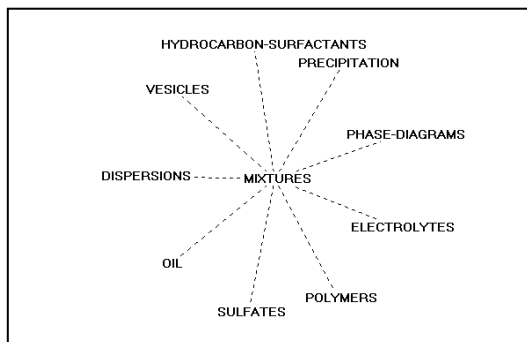 HYDROCARBON-SURFACTANTS
PRECIPITATION
VESICLES
PHASE-DIAGRAMS
DISPERSIONS
MIXTURES
ELECTROLYTES
OIL
POLYMERS
SULFATES